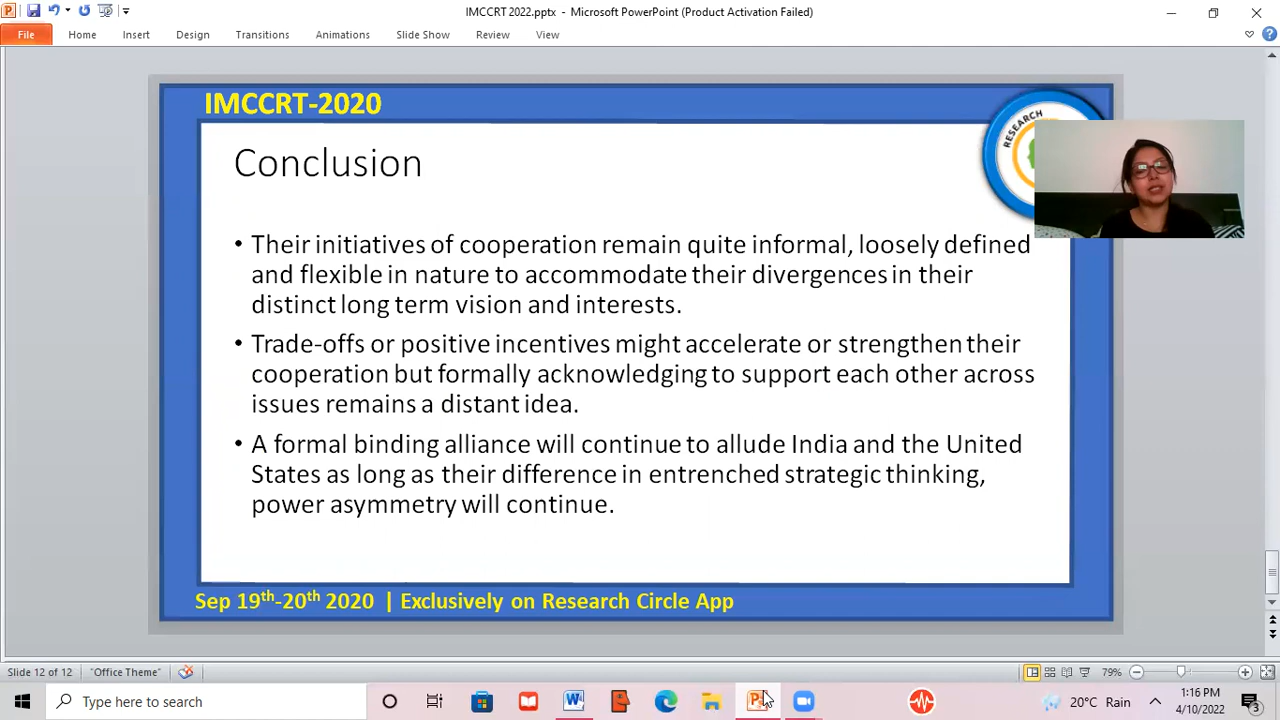 IMCCRT 2022.pptx - Microsoft PowerPoint (Product Activation Failed)
File Home Insert Design Transitions Animations Slide Show Review View
IMCCRT-2020
RESEARCH
Conclusion
• Their initiatives of cooperation remain quite informal, loosely defined
and flexible in nature to accommodate their divergences in their
distinct long term vision and interests.
• Trade-offs or positive incentives might accelerate or strengthen their
cooperation but formally acknowledging to support each other across
issues remains a distant idea.
• A formal binding alliance will continue to allude India and the United
States as long as their difference in entrenched strategic thinking,
power asymmetry will continue.
Sep 19th-20th 2020 | Exclusively on Research Circle App
Slide 12 of 12 "Office Theme" 79%
Type here to search
20°C Rain
1:16 PM
4/10/2022
3